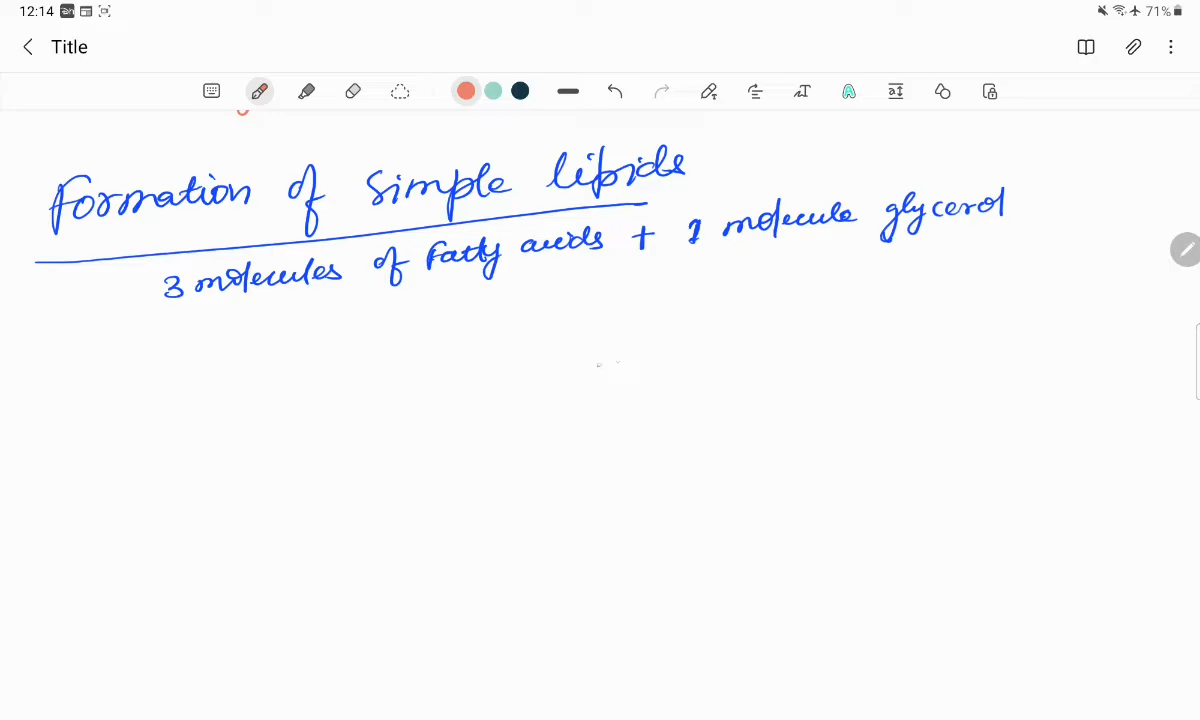 12:14
71%
Title
Formation of simple lipids
3 molecules of Fatty acids + 1 molecule glycerol